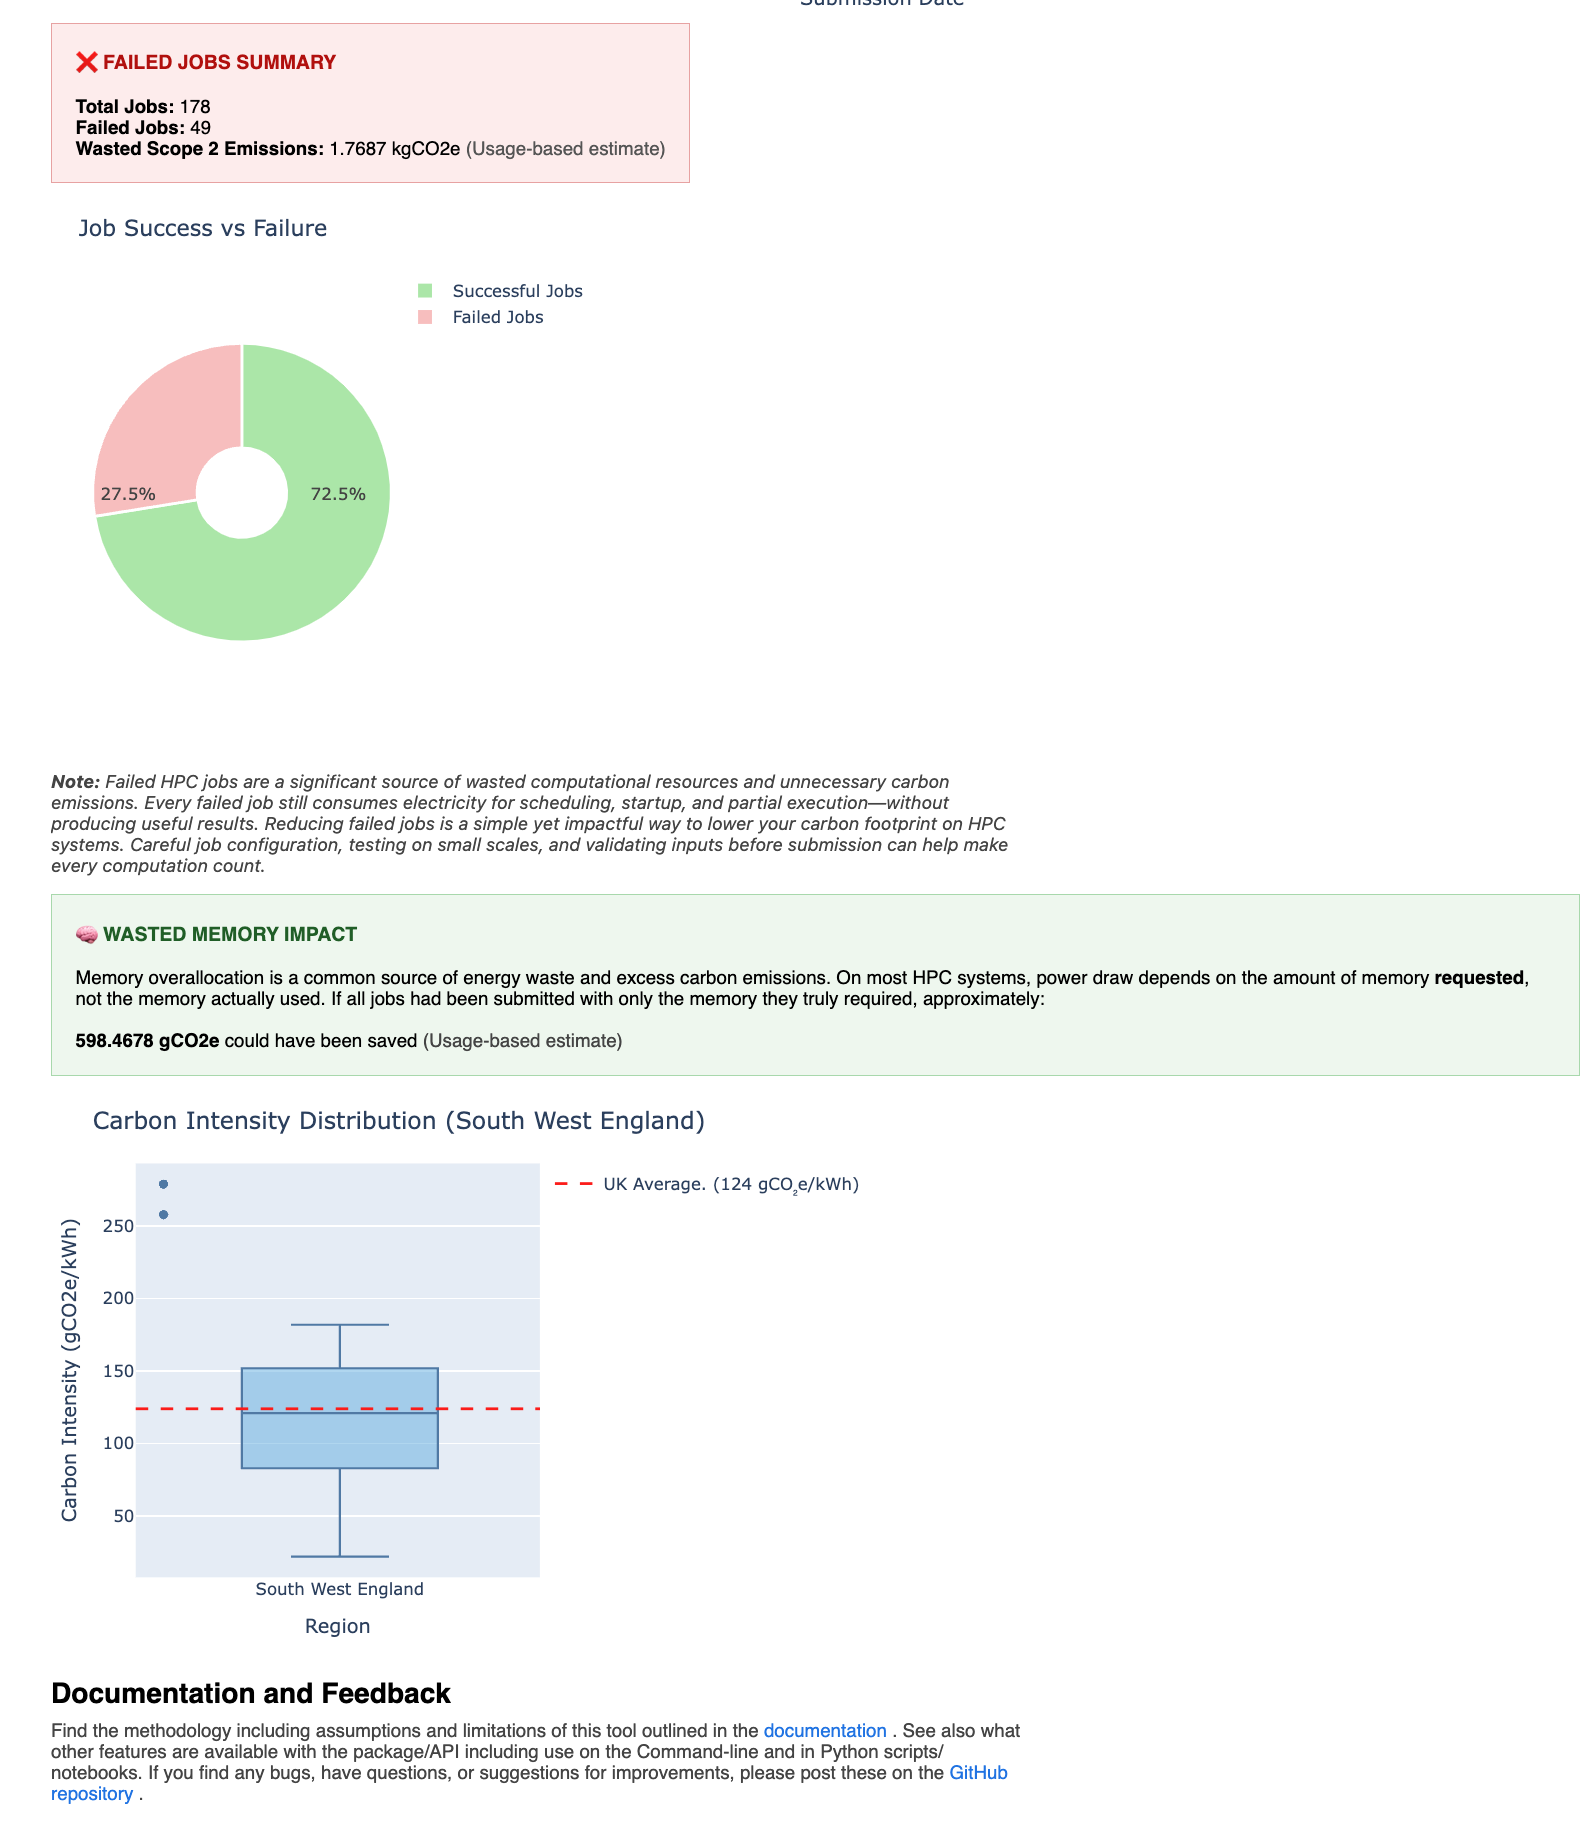 Submission Date
❌ FAILED JOBS SUMMARY
Total Jobs: 178
Failed Jobs: 49
Wasted Scope 2 Emissions: 1.7687 kgCO2e (Usage-based estimate)
Job Success vs Failure
Successful Jobs
Failed Jobs
27.5%
72.5%
Note: Failed HPC jobs are a significant source of wasted computational resources and unnecessary carbon
emissions. Every failed job still consumes electricity for scheduling, startup, and partial execution—without
producing useful results. Reducing failed jobs is a simple yet impactful way to lower your carbon footprint on HPC
systems. Careful job configuration, testing on small scales, and validating inputs before submission can help make
every computation count.
🧠 WASTED MEMORY IMPACT
Memory overallocation is a common source of energy waste and excess carbon emissions. On most HPC systems, power draw depends on the amount of memory requested,
not the memory actually used. If all jobs had been submitted with only the memory they truly required, approximately:
598.4678 gCO2e could have been saved (Usage-based estimate)
Carbon Intensity Distribution (South West England)
UK Average. (124 gCO₂e/kWh)
Carbon Intensity (gCO2e/kWh)
250
200
150
100
50
South West England
Region
Documentation and Feedback
Find the methodology including assumptions and limitations of this tool outlined in the documentation . See also what
other features are available with the package/API including use on the Command-line and in Python scripts/
notebooks. If you find any bugs, have questions, or suggestions for improvements, please post these on the GitHub
repository .